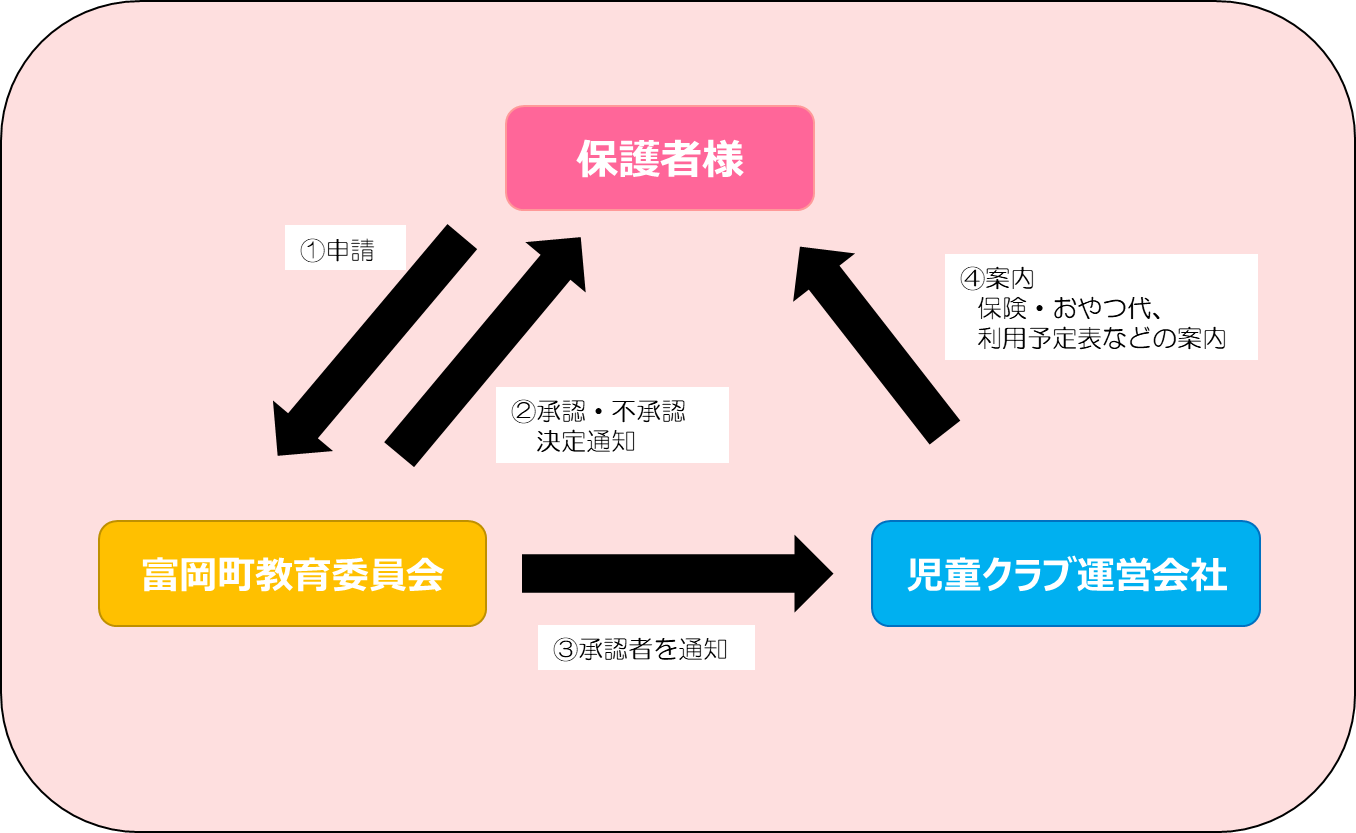 保護者様
①申請
④案内
保険・おやつ代、
利用予定表などの案内
②承認・不承認
決定通知
富岡町教育委員会
児童クラブ運営会社
③承認者を通知